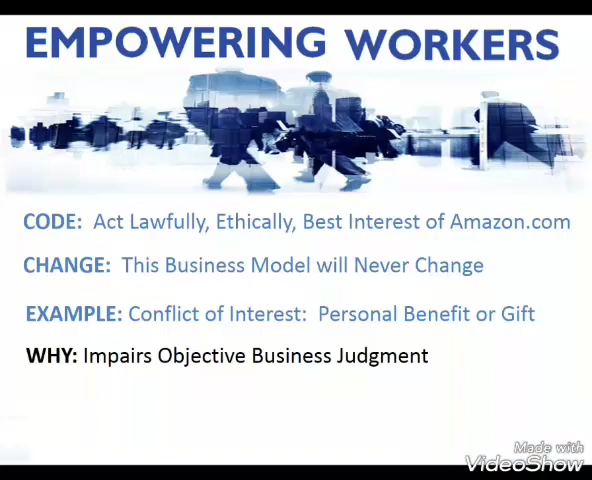 EMPOWERING WORKERS
CODE: Act Lawfully, Ethically, Best Interest of Amazon.com
CHANGE: This Business Model will Never Change
EXAMPLE: Conflict of Interest: Personal Benefit or Gift
WHY: Impairs Objective Business Judgment
Made with
VideoShow